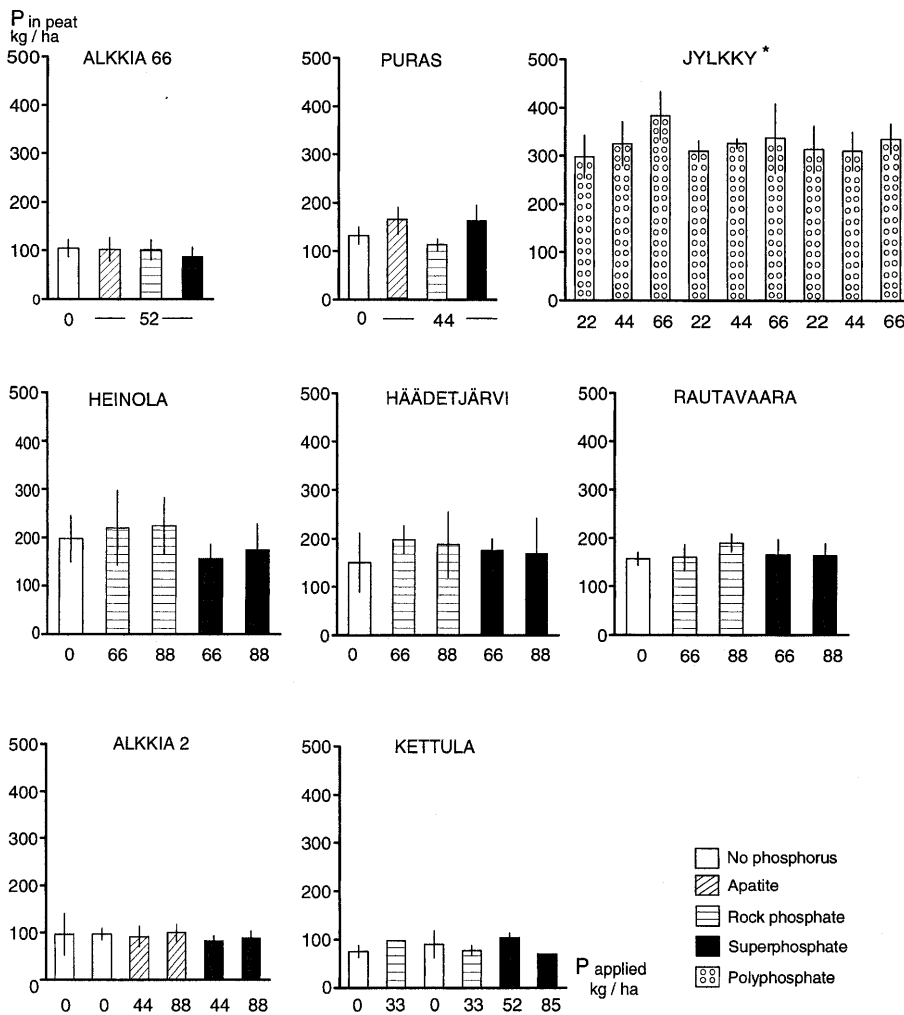 P in peat
kg / ha
ALKKIA 66
500
400
300
200
100
0
0 52
PURAS
500
400
300
200
100
0
0 44
JYLKKY *
500
400
300
200
100
0
22 44 66 22 44 66 22 44 66
HEINOLA
500
400
300
200
100
0
0 66 88 66 88
HÄÄDETJÄRVI
500
400
300
200
100
0
0 66 88 66 88
RAUTAVAARA
500
400
300
200
100
0
0 66 88 66 88
ALKKIA 2
500
400
300
200
100
0
0 0 44 88 44 88
KETTULA
500
400
300
200
100
0
0 33 0 33 52 85
P applied
kg / ha
No phosphorus
Apatite
Rock phosphate
Superphosphate
Polyphosphate